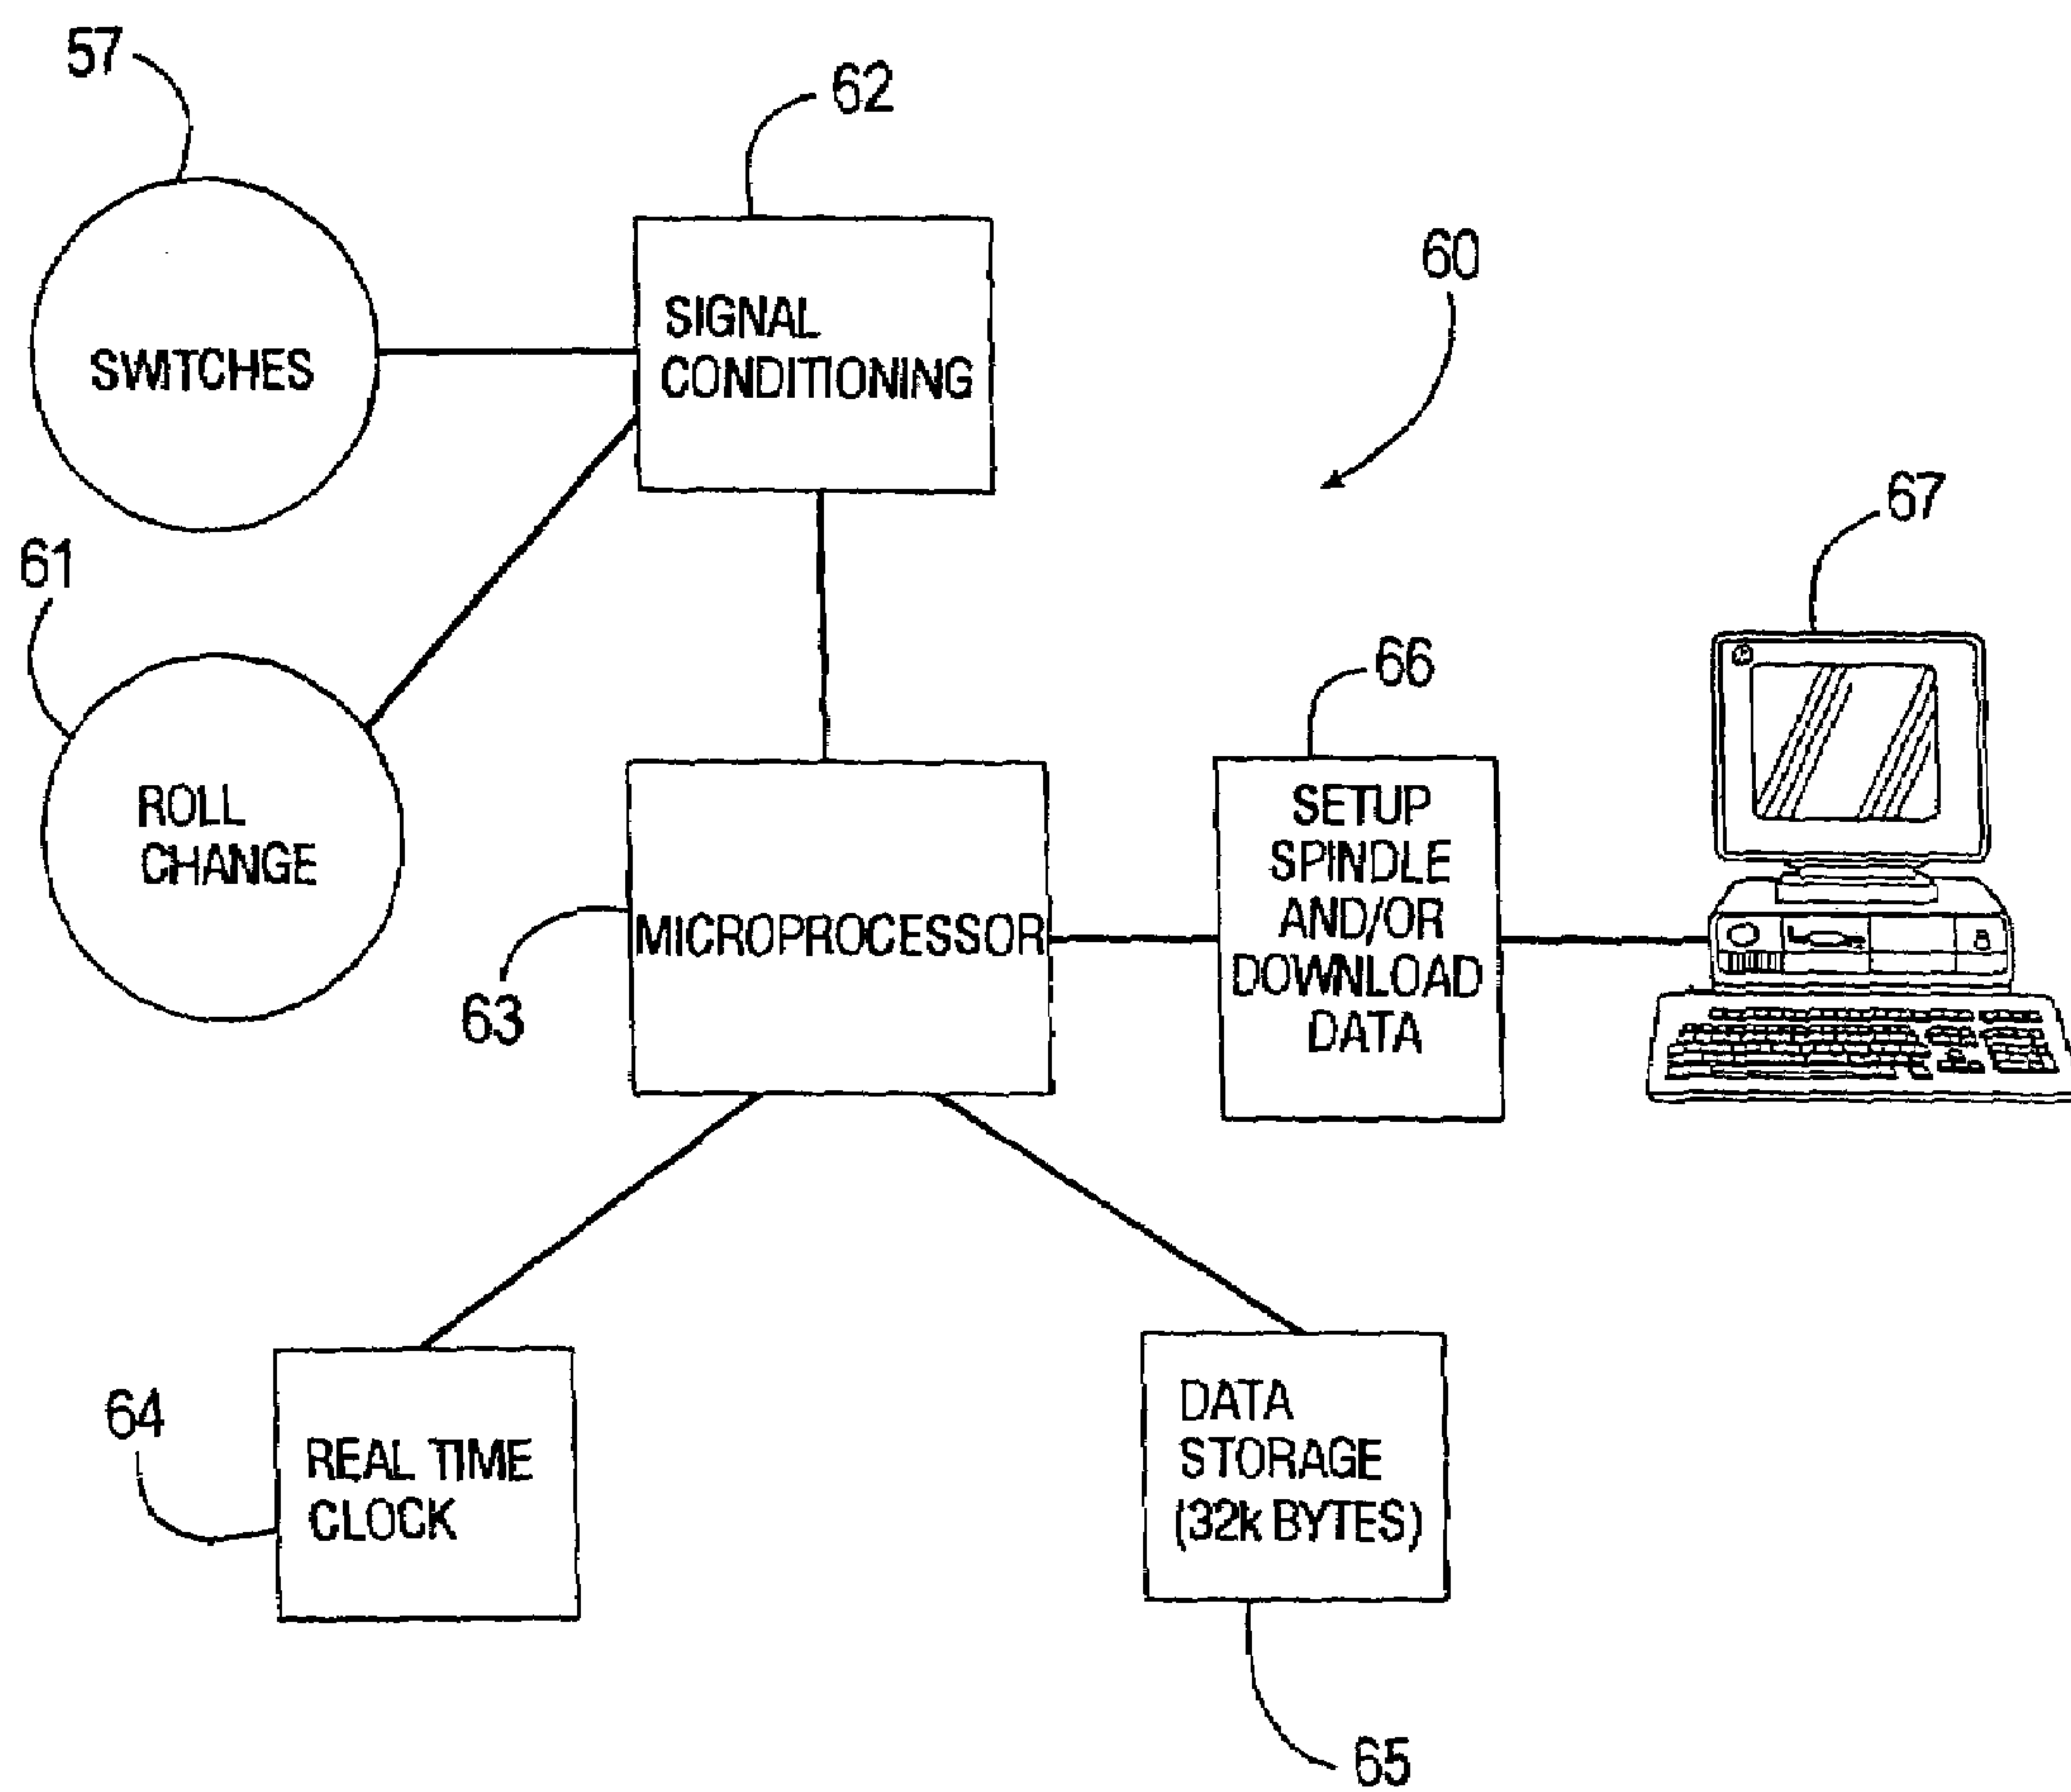 57
62
60
SWITCHES
SIGNAL
CONDITIONING
67
61
66
ROLL
CHANGE
MICROPROCESSOR
SETUP
SPINDLE
AND/OR
DOWNLOAD
DATA
63
64
REAL TIME
CLOCK
DATA
STORAGE
(32k BYTES)
65